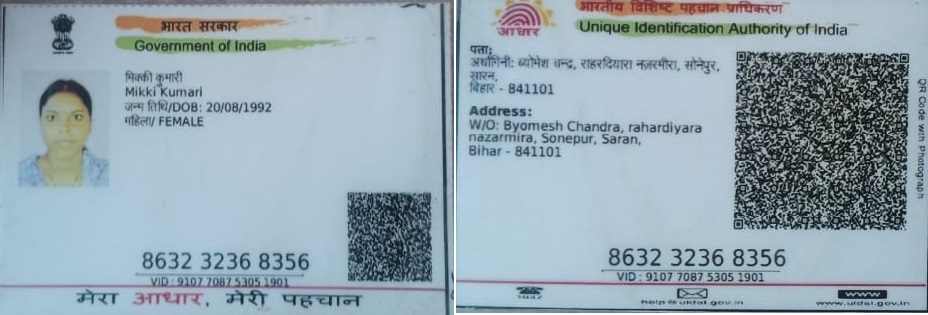 भारत सरकार
Government of India
मिक्की कुमारी
Mikki Kumari
जन्म तिथि/DOB: 20/08/1992
महिला/ FEMALE
8632 3236 8356
VID : 9107 7087 5305 1901
मेरा आधार, मेरी पहचान
भारतीय विशिष्ट पहचान प्राधिकरण
आधार
Unique Identification Authority of India
पता:
अर्धांगिनी: ब्योमेश चन्द्र, राहरदियारा नज़रमीरा, सोनेपुर,
सारन,
बिहार - 841101
Address:
W/O: Byomesh Chandra, rahardiyara
nazarmira, Sonepur, Saran,
Bihar - 841101
QR Code with Photograph
8632 3236 8356
VID : 9107 7087 5305 1901
1947
help@uidai.gov.in
www
www.uidai.gov.in